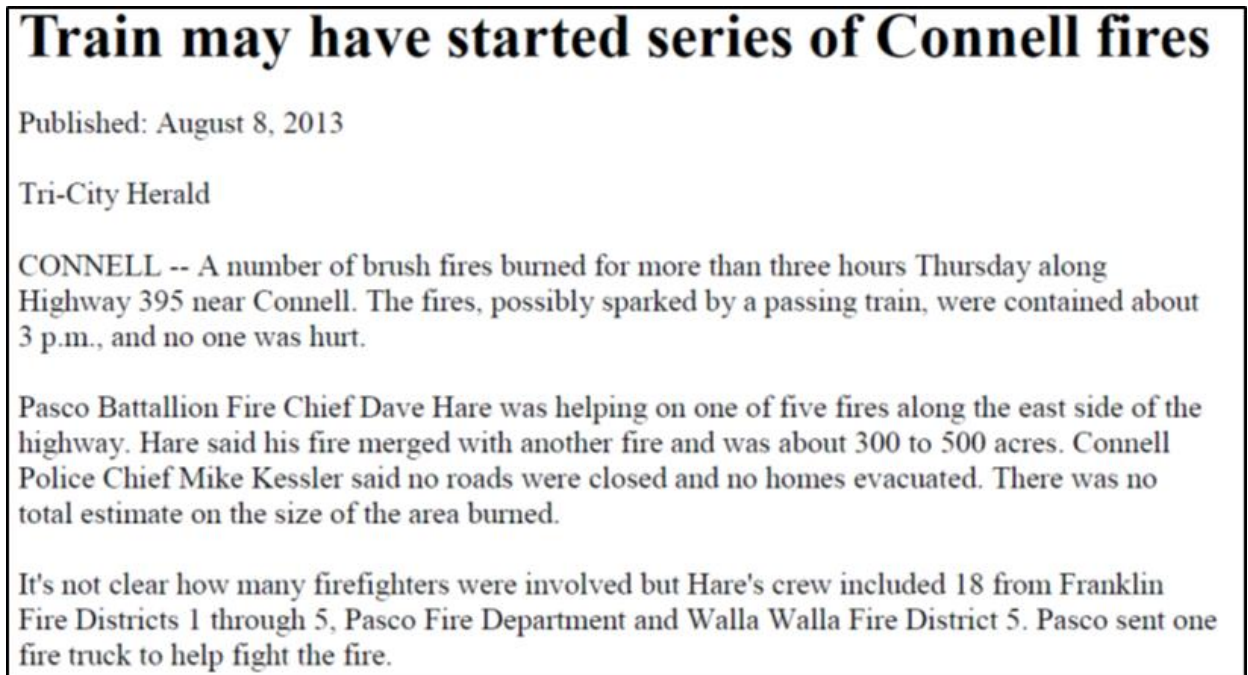 Train may have started series of Connell fires
Published: August 8, 2013
Tri-City Herald
CONNELL -- A number of brush fires burned for more than three hours Thursday along
Highway 395 near Connell. The fires, possibly sparked by a passing train, were contained about
3 p.m., and no one was hurt.
Pasco Battallion Fire Chief Dave Hare was helping on one of five fires along the east side of the
highway. Hare said his fire merged with another fire and was about 300 to 500 acres. Connell
Police Chief Mike Kessler said no roads were closed and no homes evacuated. There was no
total estimate on the size of the area burned.
It's not clear how many firefighters were involved but Hare's crew included 18 from Franklin
Fire Districts 1 through 5, Pasco Fire Department and Walla Walla Fire District 5. Pasco sent one
fire truck to help fight the fire.